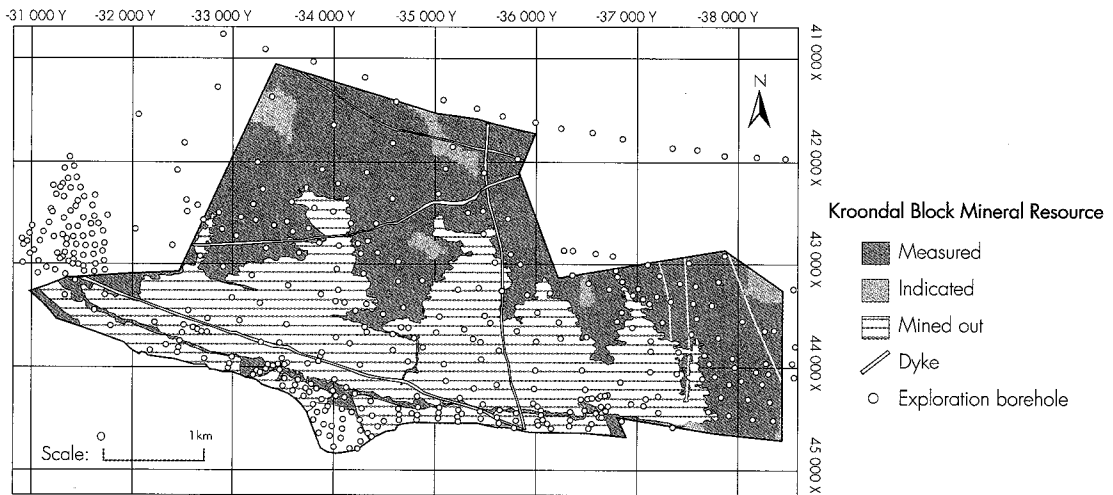 -31 000 Y -32 000 Y -33 000 Y -34 000 Y -35 000 Y -36 000 Y -37 000 Y -38 000 Y
41 000 X
42 000 X
43 000 X
44 000 X
45 000 X
N
Scale: 0 1km
Kroondal Block Mineral Resource
Measured
Indicated
Mined out
Dyke
Exploration borehole